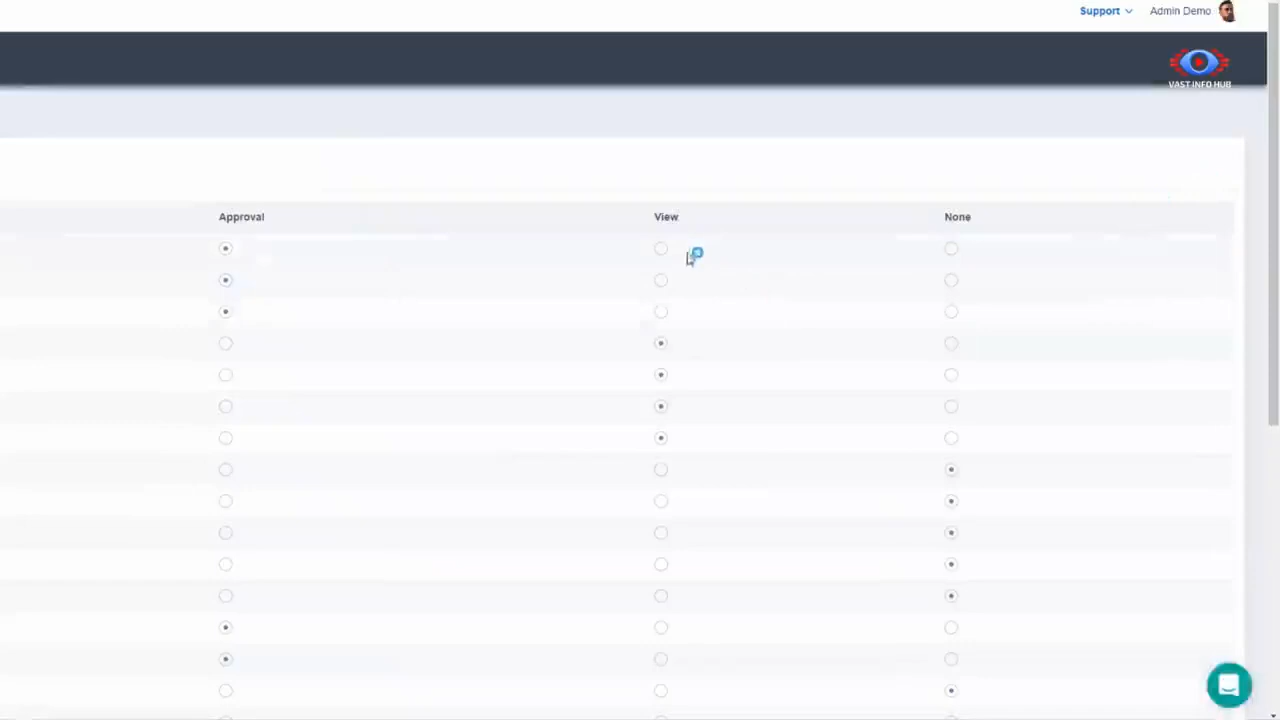 Support
Admin Demo
VAST INFO HUB
Approval
View
None